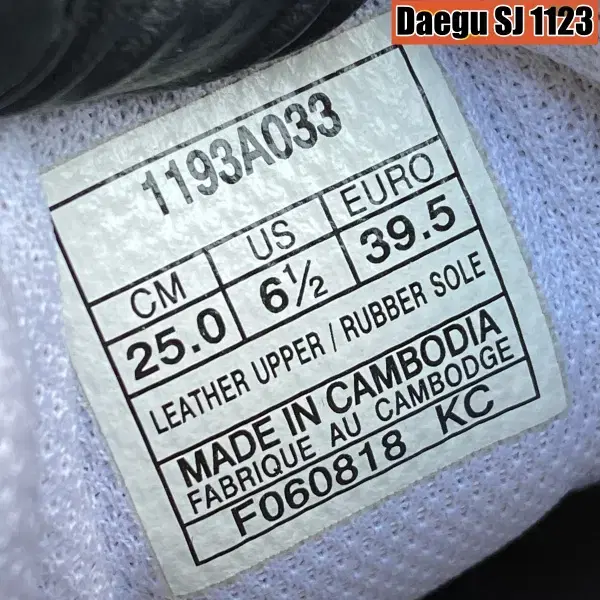 Daegu SJ 1123
1193A033
CM US EURO
25.0 6½ 39.5
LEATHER UPPER / RUBBER SOLE
MADE IN CAMBODIA
FABRIQUE AU CAMBODGE
F060818 KC